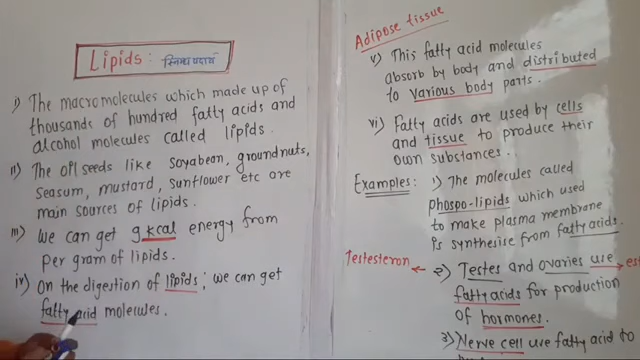 Lipids: स्निग्ध पदार्थ
i) The macromolecules which made up of
thousands of hundred fatty acids and
alcohol molecules called lipids.
ii) The oil seeds like soyabean, groundnuts,
seasum, mustard, sunflower etc are
main sources of lipids.
iii) We can get 9 kcal energy from
per gram of lipids.
iv) On the digestion of lipids; we can get
fatty acid molecules.
Adipose tissue
v) This fatty acid molecules
absorb by body and distributed
to various body parts.
vi) Fatty acids are used by cells
and tissue to produce their
own substances.
Examples: 1) The molecules called
phospo-lipids which used
to make plasma membrane
is synthesise from fatty acids.
Testesteron ← 2) Testes and ovaries use →
fatty acids for production
of hormones.
3) Nerve cell use fatty acid to